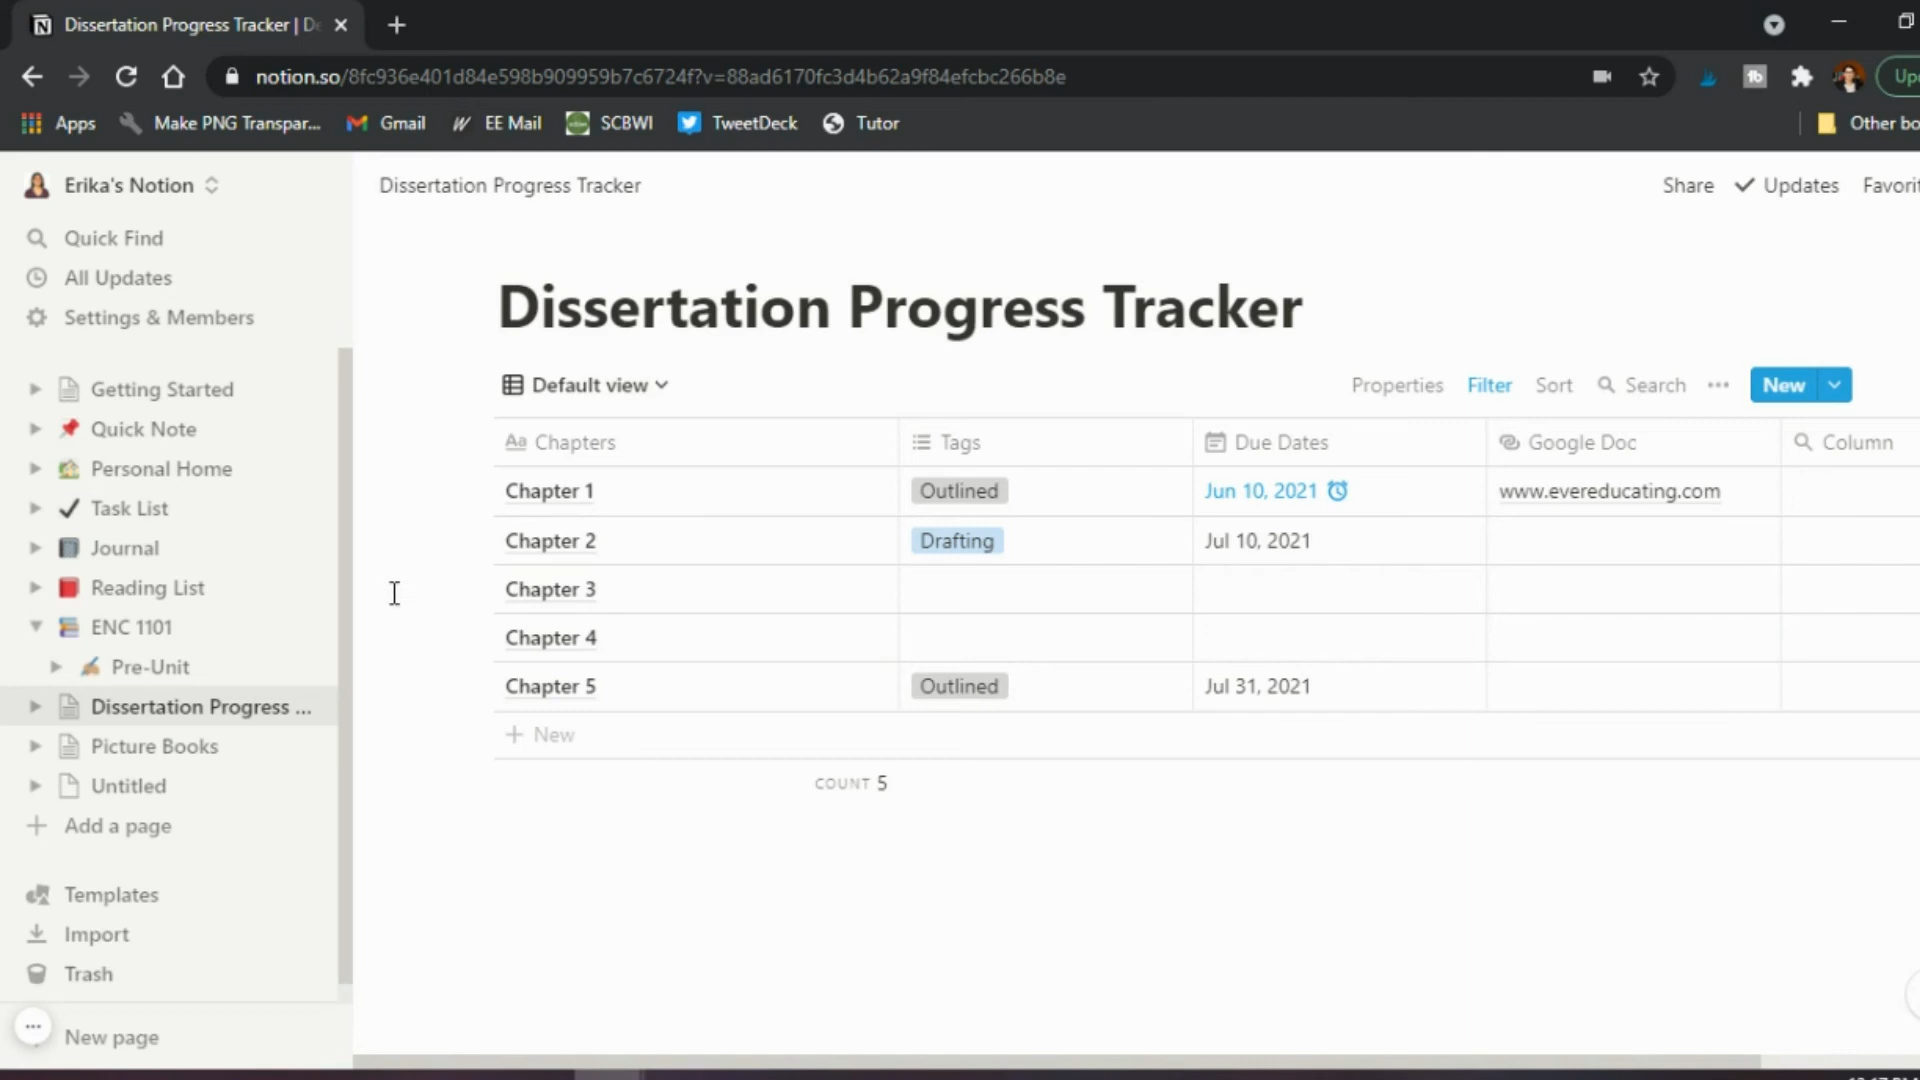 Dissertation Progress Tracker | De
notion.so/8fc936e401d84e598b909959b7c6724f?v=88ad6170fc3d4b62a9f84efcbc266b8e
Apps Make PNG Transpar... Gmail EE Mail SCBWI TweetDeck Tutor Other bo
Erika's Notion
Dissertation Progress Tracker
Share Updates Favorit
Quick Find
All Updates
Settings & Members
Getting Started
Quick Note
Personal Home
Task List
Journal
Reading List
ENC 1101
Pre-Unit
Dissertation Progress ...
Picture Books
Untitled
Add a page
Templates
Import
Trash
New page
Dissertation Progress Tracker
Default view
Properties Filter Sort Search New
Aa Chapters Tags Due Dates Google Doc Column
Chapter 1 Outlined Jun 10, 2021 www.evereducating.com
Chapter 2 Drafting Jul 10, 2021
Chapter 3
Chapter 4
Chapter 5 Outlined Jul 31, 2021
+ New
COUNT 5